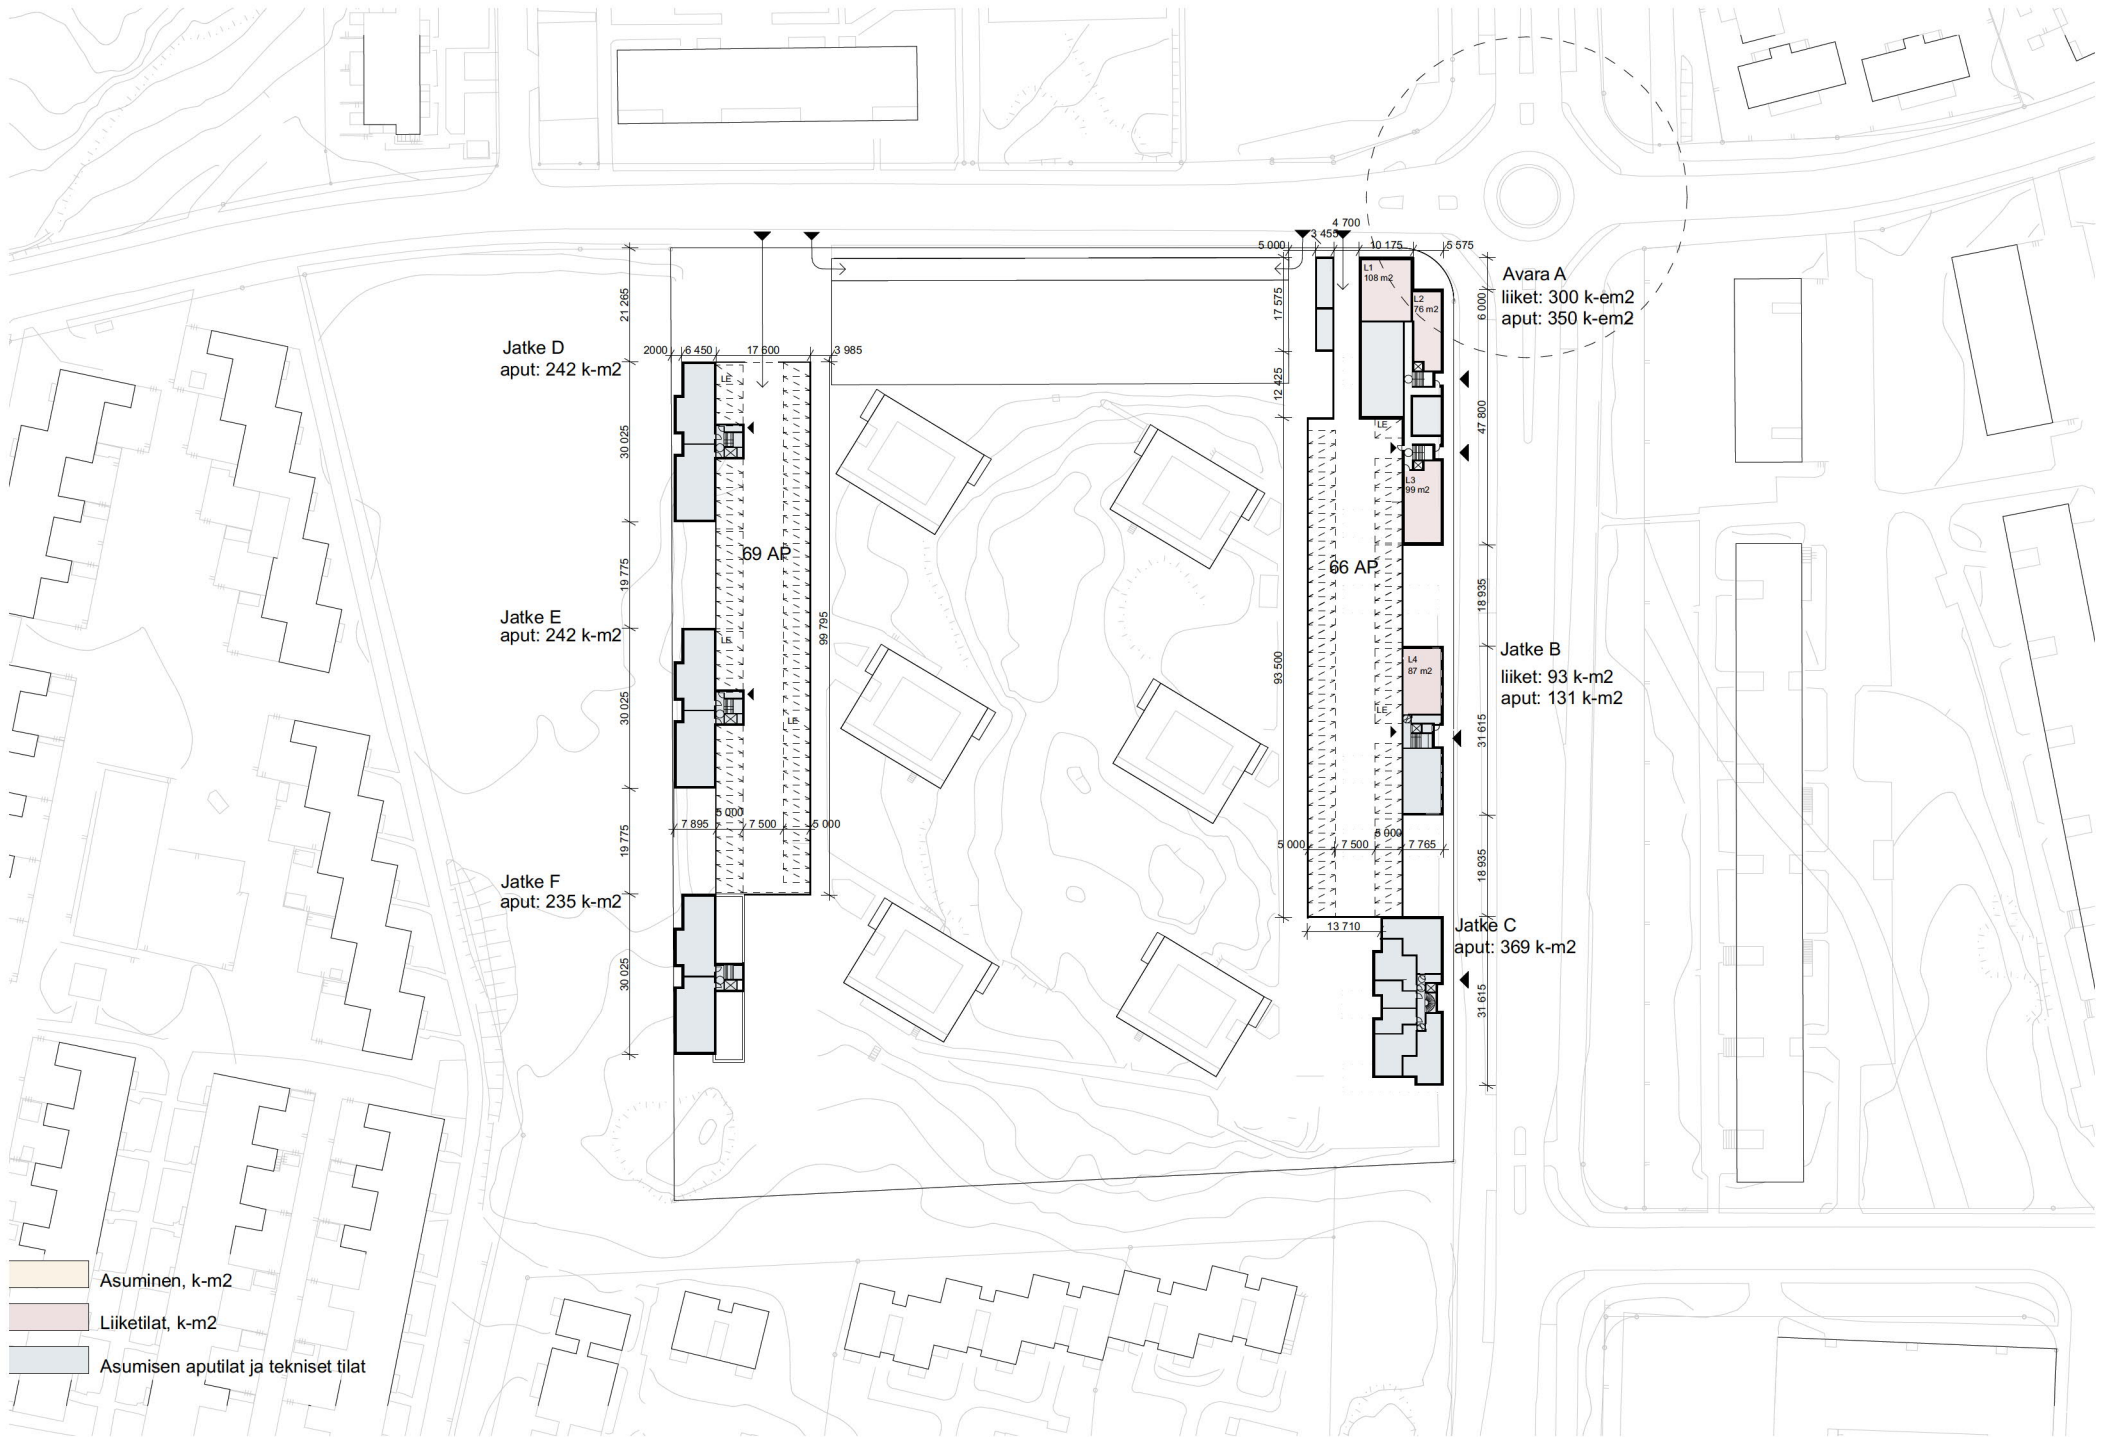 4 700
3 455
5 000
10 175
5 575
L1
108 m2
L2
76 m2
Avara A
liiket: 300 k-em2
aput: 350 k-em2
21 265
17 575
6 000
Jatke D
aput: 242 k-m2
2000
6 450
17 600
3 985
LE
12 425
47 800
LE
30 025
L3
99 m2
69 AP
66 AP
19 775
18 935
Jatke E
aput: 242 k-m2
LE
99 795
93 500
Jatke B
liiket: 93 k-m2
aput: 131 k-m2
L4
87 m2
LE
LE
30 025
31 615
5 000
7 895
7 500
5 000
5 000
5 000
7 500
7 765
19 775
18 935
Jatke F
aput: 235 k-m2
13 710
Jatke C
aput: 369 k-m2
30 025
31 615
Asuminen, k-m2
Liiketilat, k-m2
Asumisen aputilat ja tekniset tilat